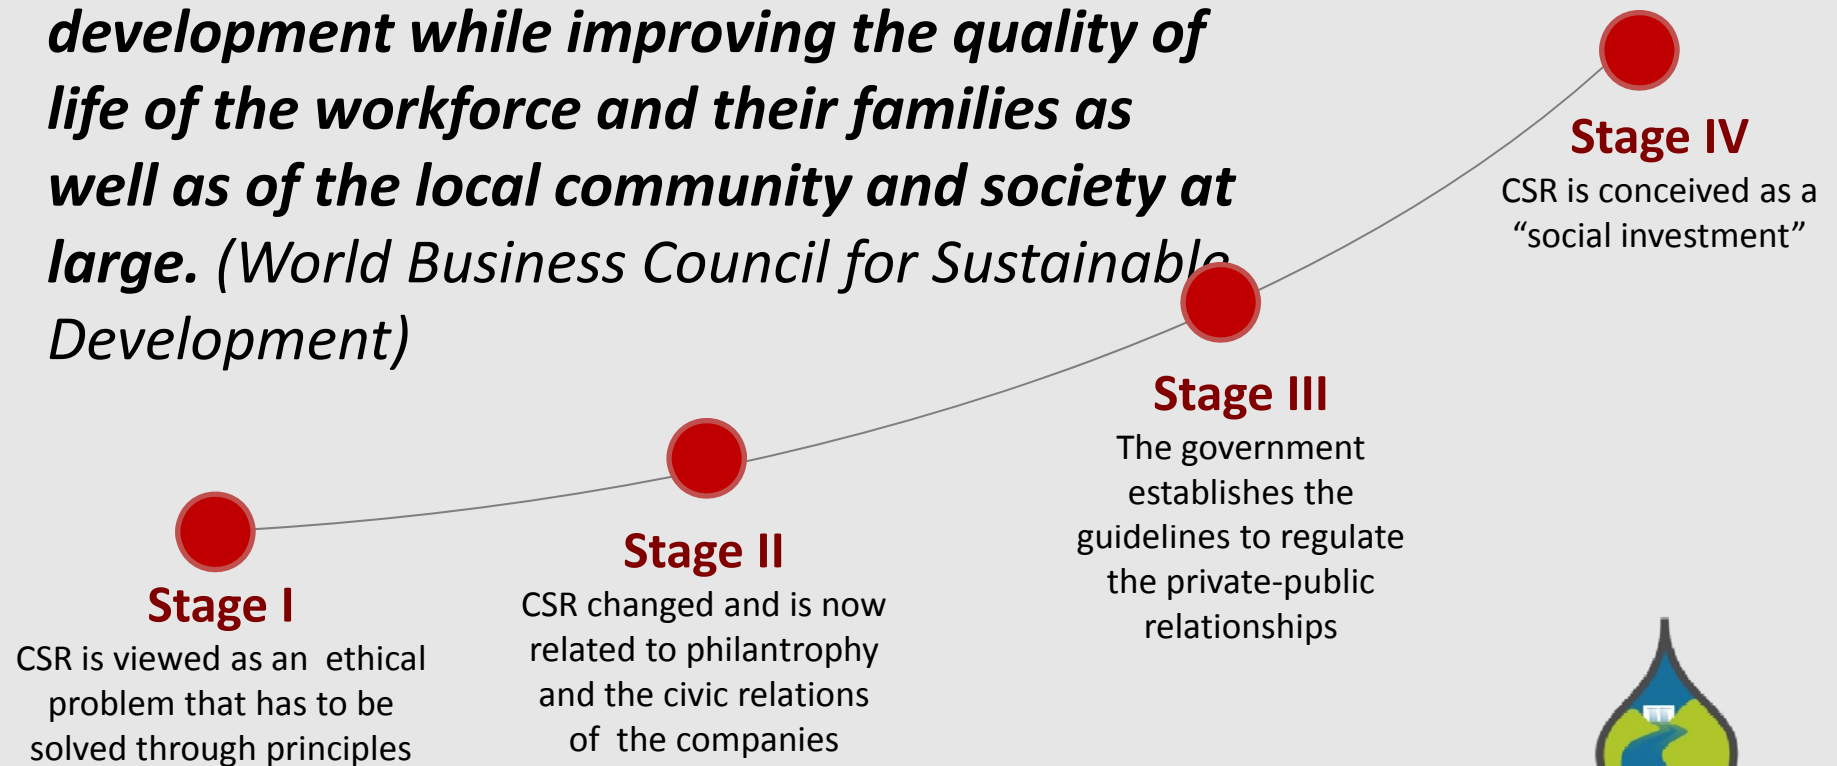 development while improving the quality of
life of the workforce and their families as
well as of the local community and society at
large. (World Business Council for Sustainable
Development)
Stage I
CSR is viewed as an ethical
problem that has to be
solved through principles
Stage II
CSR changed and is now
related to philantrophy
and the civic relations
of the companies
Stage III
The government
establishes the
guidelines to regulate
the private-public
relationships
Stage IV
CSR is conceived as a
“social investment”